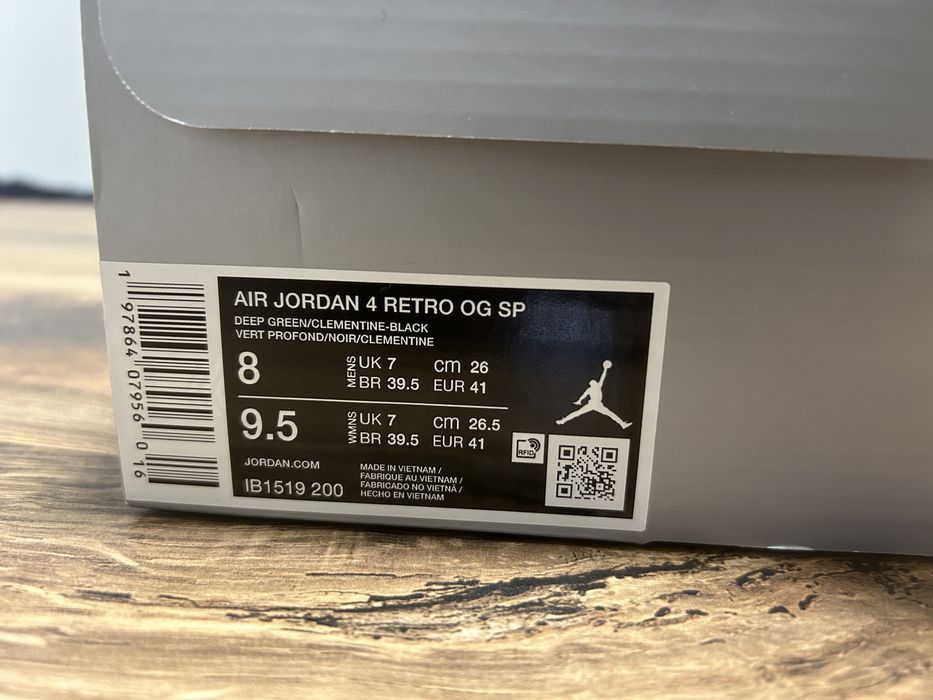 AIR JORDAN 4 RETRO OG SP
DEEP GREEN/CLEMENTINE-BLACK
VERT PROFOND/NOIR/CLEMENTINE
8 MENS UK 7 cm 26
BR 39.5 EUR 41
9.5 WMNS UK 7 cm 26.5
BR 39.5 EUR 41
RFID
JORDAN.COM
IB1519 200
MADE IN VIETNAM /
FABRIQUE AU VIETNAM /
FABRICADO NO VIETNÃ /
HECHO EN VIETNAM
1 97864 07956 0 16